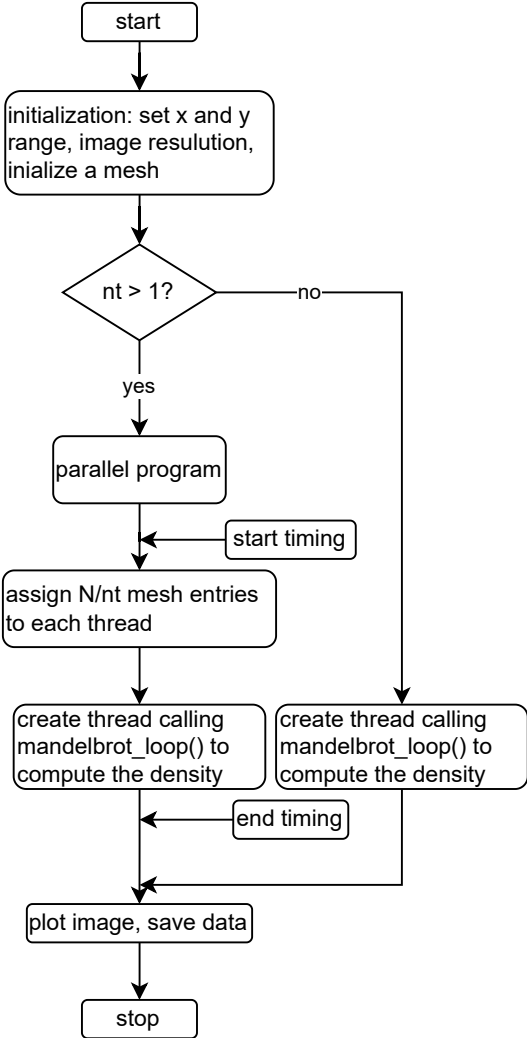 start
initialization: set x and y
range, image resulution,
inialize a mesh
nt > 1?
no
yes
parallel program
start timing
assign N/nt mesh entries
to each thread
create thread calling
mandelbrot_loop() to
compute the density
create thread calling
mandelbrot_loop() to
compute the density
end timing
plot image, save data
stop